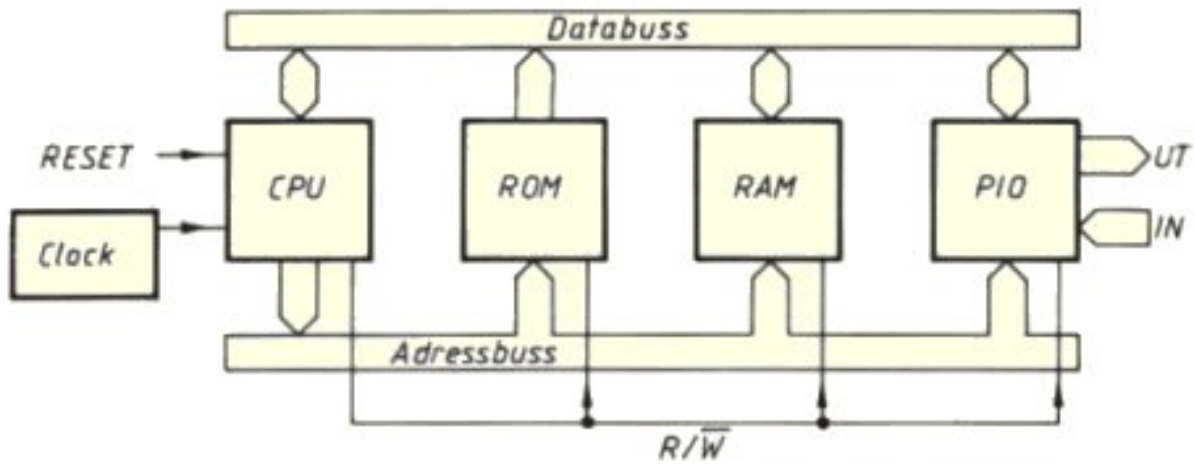 Databuss
RESET
CPU
ROM
RAM
PIO
UT
IN
Clock
Adressbuss
R/W̅